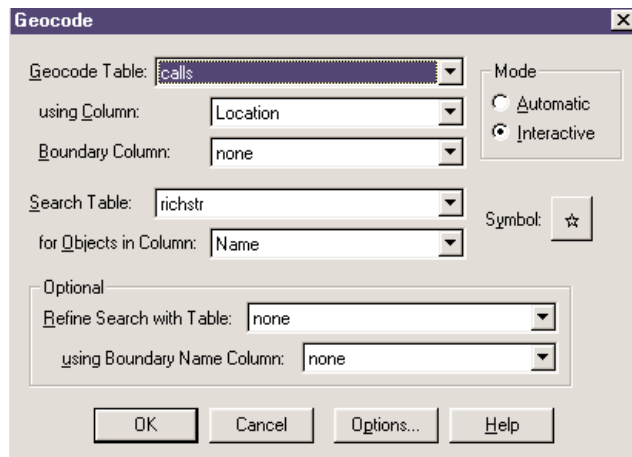 Geocode
Geocode Table: calls
using Column: Location
Boundary Column: none
Mode
Automatic
Interactive
Search Table: richstr
for Objects in Column: Name
Symbol:
Optional
Refine Search with Table: none
using Boundary Name Column: none
OK Cancel Options... Help